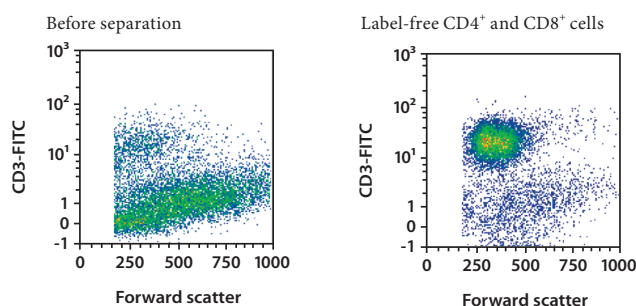 Before separation
10³
10²
10¹
1
0
-1
CD3-FITC
0 250 500 750 1000
Forward scatter
Label-free CD4⁺ and CD8⁺ cells
10³
10²
10¹
1
0
-1
CD3-FITC
0 250 500 750 1000
Forward scatter